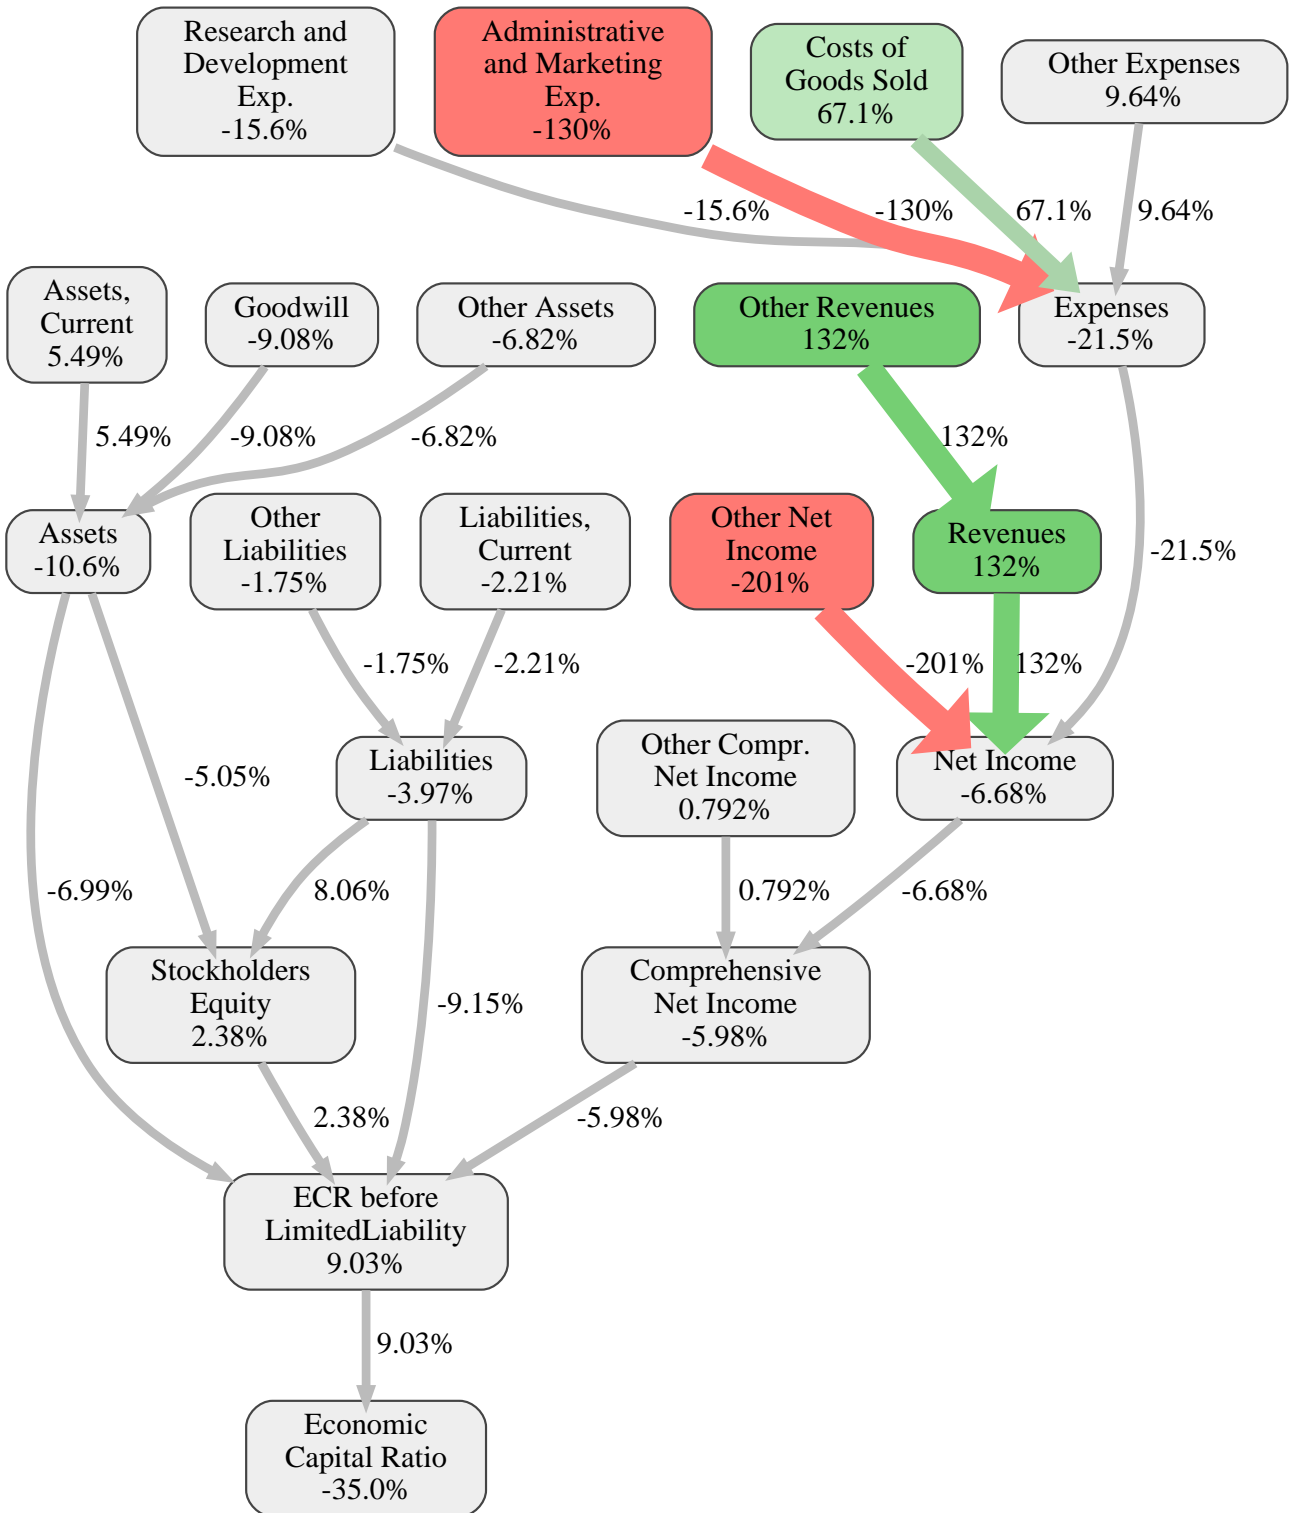 Research and
Development
Exp.
-15.6%
Administrative
and Marketing
Exp.
-130%
Costs of
Goods Sold
67.1%
Other Expenses
9.64%
-15.6%
-130%
67.1%
9.64%
Assets,
Current
5.49%
Goodwill
-9.08%
Other Assets
-6.82%
Other Revenues
132%
Expenses
-21.5%
5.49%
-9.08%
-6.82%
132%
Assets
-10.6%
Other
Liabilities
-1.75%
Liabilities,
Current
-2.21%
Other Net
Income
-201%
Revenues
132%
-21.5%
-1.75%
-2.21%
-201%
132%
-5.05%
Liabilities
-3.97%
Other Compr.
Net Income
0.792%
Net Income
-6.68%
-6.99%
8.06%
0.792%
-6.68%
Stockholders
Equity
2.38%
-9.15%
Comprehensive
Net Income
-5.98%
2.38%
-5.98%
ECR before
LimitedLiability
9.03%
9.03%
Economic
Capital Ratio
-35.0%